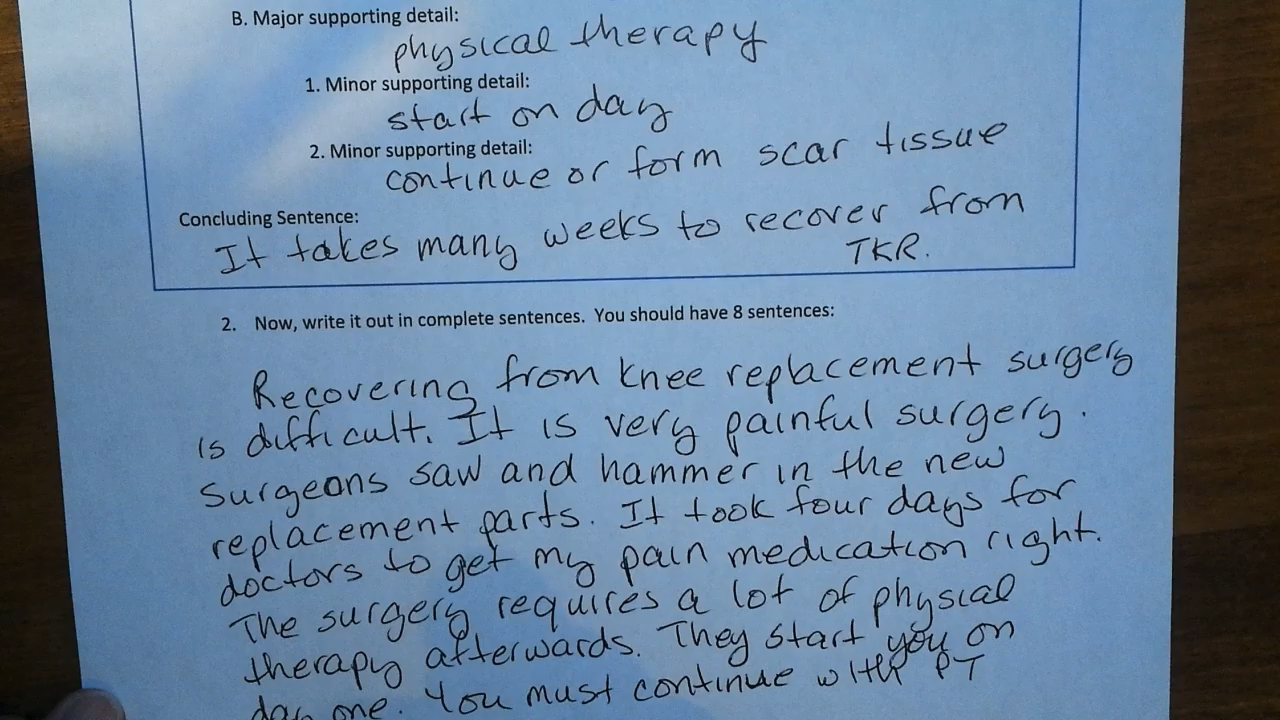 B. Major supporting detail:
physical therapy
1. Minor supporting detail:
start on day
2. Minor supporting detail:
continue or form scar tissue
Concluding Sentence:
It takes many weeks to recover from
TKR.
2. Now, write it out in complete sentences. You should have 8 sentences:
Recovering from knee replacement surgery
is difficult. It is very painful surgery.
Surgeons saw and hammer in the new
replacement parts. It took four days for
doctors to get my pain medication right.
The surgery requires a lot of physical
therapy afterwards. They start you on
day one. You must continue with PT